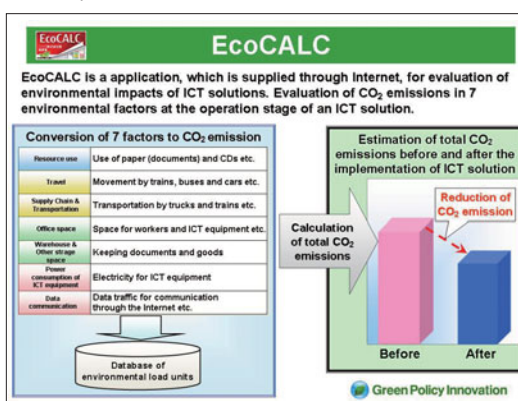 EcoCALC
EcoCALC
EcoCALC is a application, which is supplied through Internet, for evaluation of
environmental impacts of ICT solutions. Evaluation of CO₂ emissions in 7
environmental factors at the operation stage of an ICT solution.
Conversion of 7 factors to CO₂ emission
Resource use Use of paper (documents) and CDs etc.
Travel Movement by trains, buses and cars etc.
Supply Chain &
Transportation Transportation by trucks and trains etc.
Office space Space for workers and ICT equipment etc.
Warehouse &
Other strage
space Keeping documents and goods
Power
consumption of
ICT equipment Electricity for ICT equipment
Data
communication Data traffic for communication
through the Internet etc.
Database of
environmental load units
Calculation
of total CO₂
emissions
Estimation of total CO₂
emissions before and after the
implementation of ICT solution
Reduction of
CO₂ emission
Before After
Green Policy Innovation